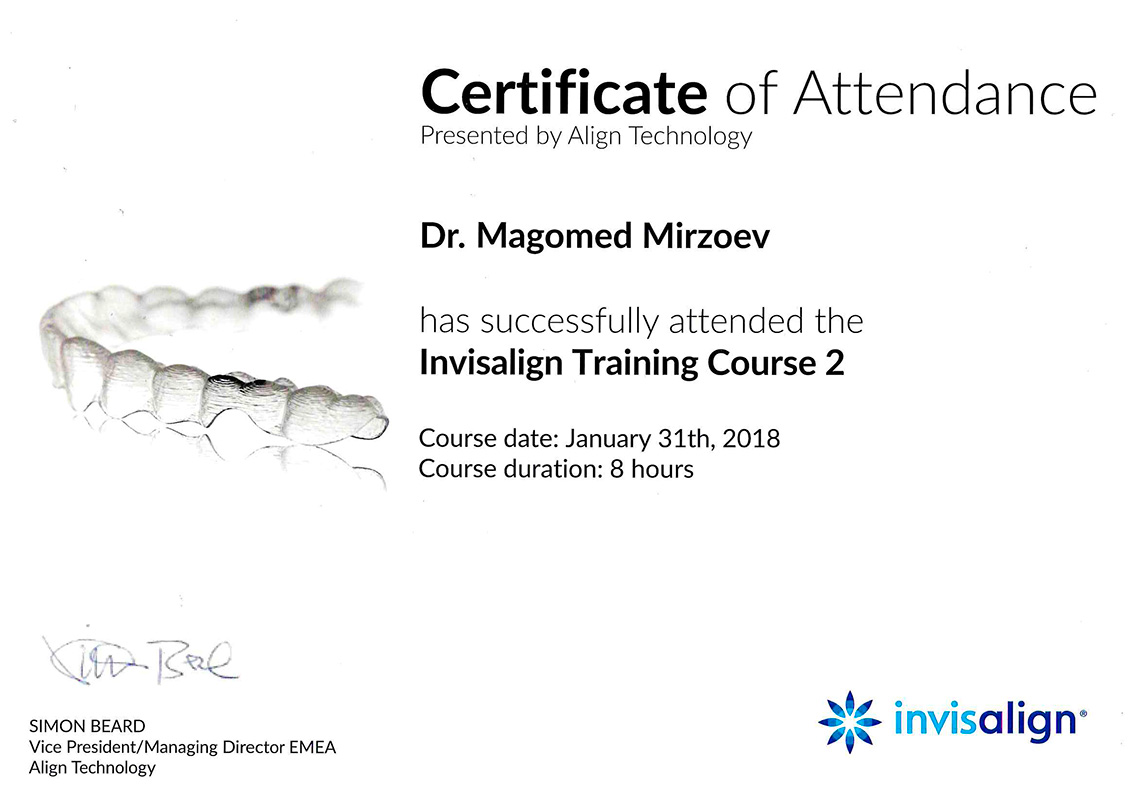 Certificate of Attendance
Presented by Align Technology
Dr. Magomed Mirzoev
has successfully attended the
Invisalign Training Course 2
Course date: January 31th, 2018
Course duration: 8 hours
SIMON BEARD
Vice President/Managing Director EMEA
Align Technology
invisalign®